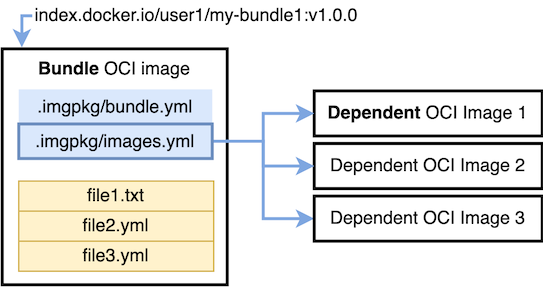 index.docker.io/user1/my-bundle1:v1.0.0
Bundle OCI image
.imgpkg/bundle.yml
.imgpkg/images.yml
file1.txt
file2.yml
file3.yml
Dependent OCI Image 1
Dependent OCI Image 2
Dependent OCI Image 3